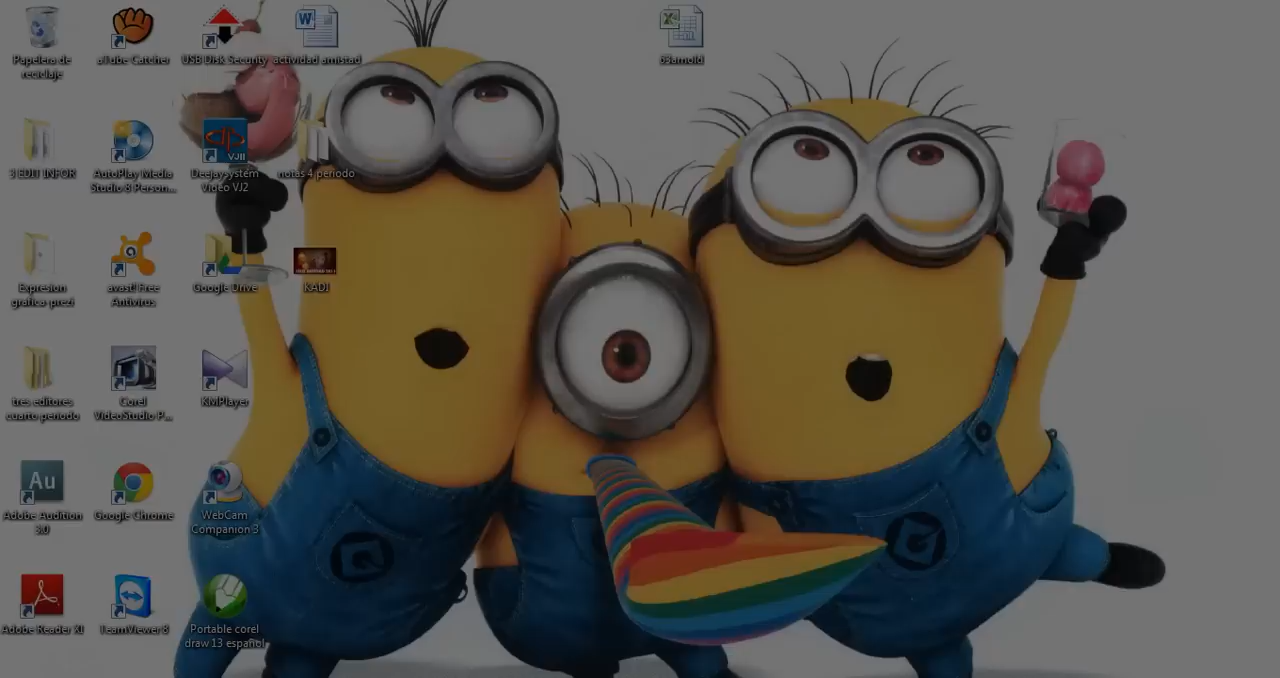 Papelera de
reciclaje
aTube Catcher
USB Disk Security
actividad amistad
3 EDIT INFOR
AutoPlay Media
Studio 8 Person...
Deejaysystem
Video VJ2
VJII
notas 4 periodo
Expresion
grafica-prezi
avast! Free
Antivirus
Google Drive
KADI
tres editores
cuarto periodo
Corel
VideoStudio P...
KMPlayer
Au
Adobe Audition
3.0
Google Chrome
WebCam
Companion 3
Adobe Reader XI
TeamViewer 8
Portable corel
draw 13 español